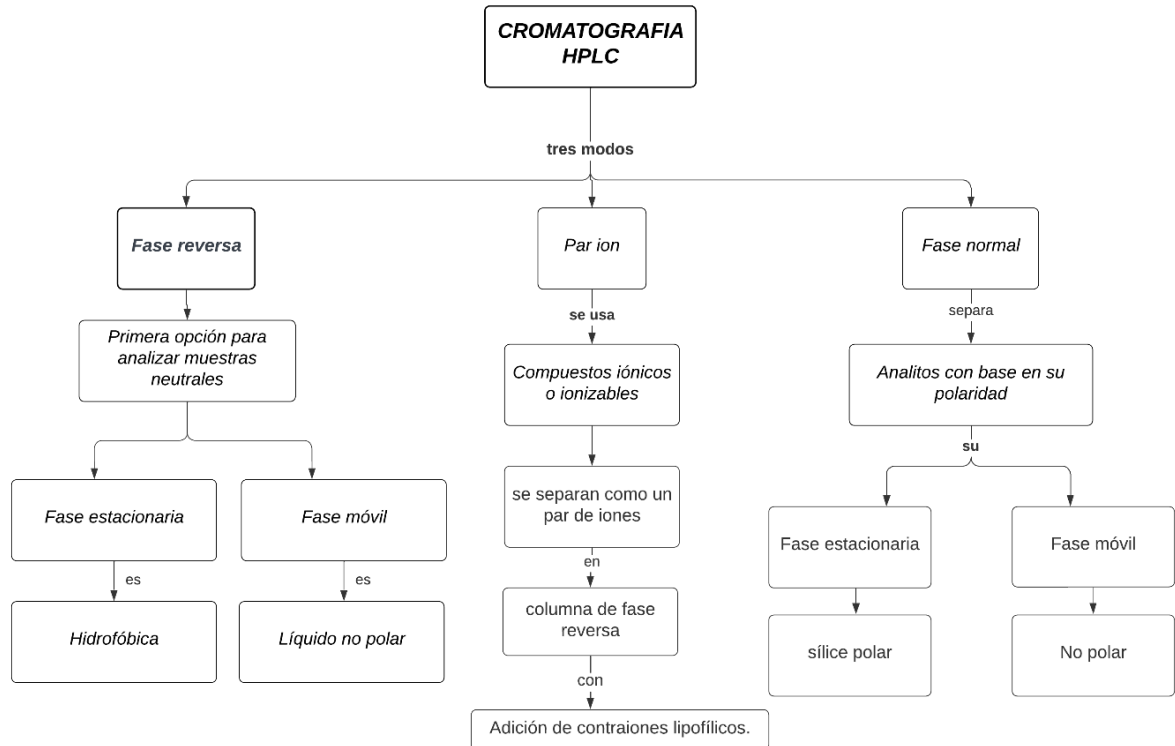 CROMATOGRAFIA
HPLC
tres modos
Fase reversa
Par ion
Fase normal
se usa
separa
Primera opción para
analizar muestras
neutrales
Compuestos iónicos
o ionizables
Analitos con base en su
polaridad
su
Fase estacionaria
Fase móvil
se separan como un
par de iones
Fase estacionaria
Fase móvil
es
es
en
Hidrofóbica
Líquido no polar
columna de fase
reversa
sílice polar
No polar
con
Adición de contraiones lipofílicos.